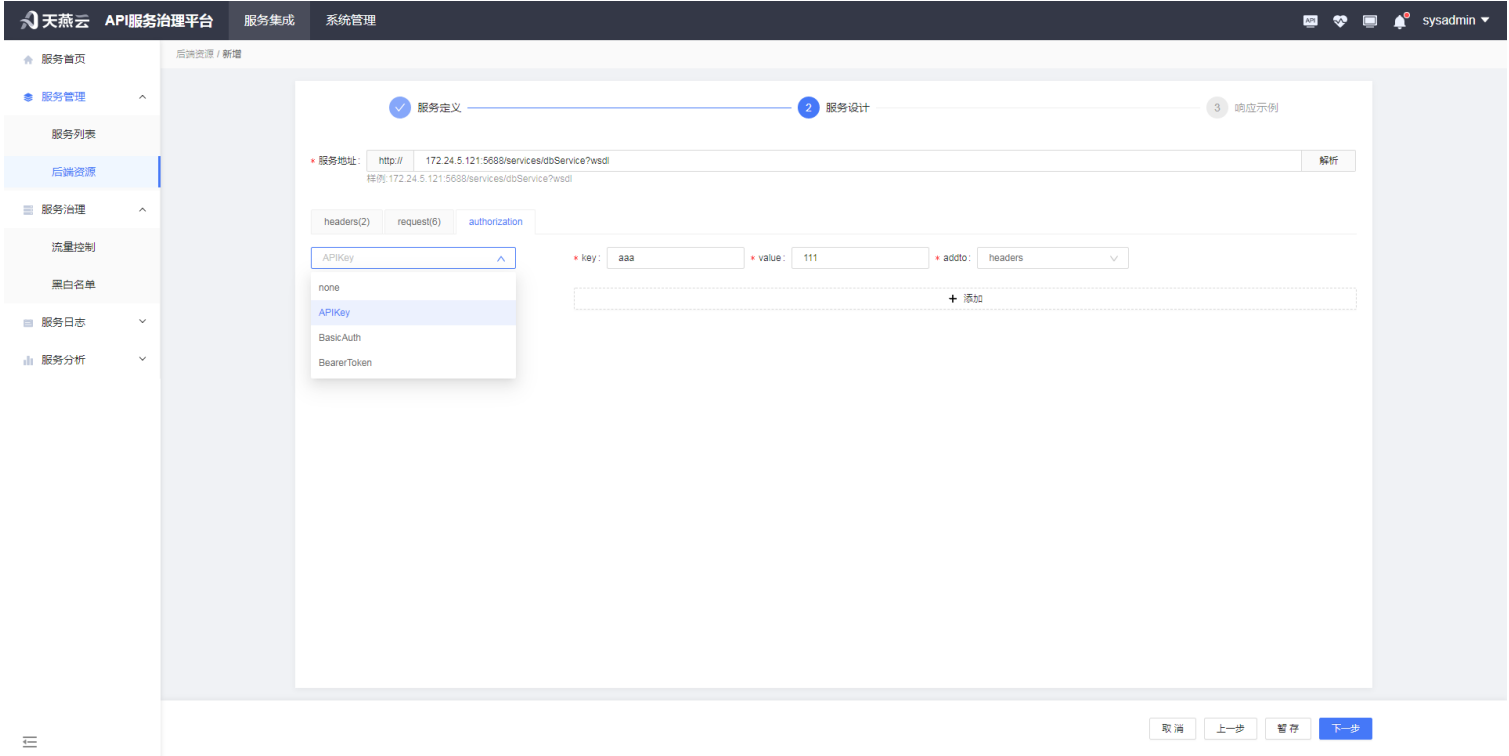 天燕云 API服务治理平台 服务集成 系统管理 API sysadmin
服务首页
服务管理
服务列表
后端资源
服务治理
流量控制
黑白名单
服务日志
服务分析
后端资源 / 新增
服务定义 2 服务设计 3 响应示例
* 服务地址: http:// 172.24.5.121:5688/services/dbService?wsdl 解析
样例:172.24.5.121:5688/services/dbService?wsdl
headers(2) request(6) authorization
APIKey * key: aaa * value: 111 * addto: headers
none
APIKey
BasicAuth
BearerToken
+ 添加
取消 上一步 暂存 下一步